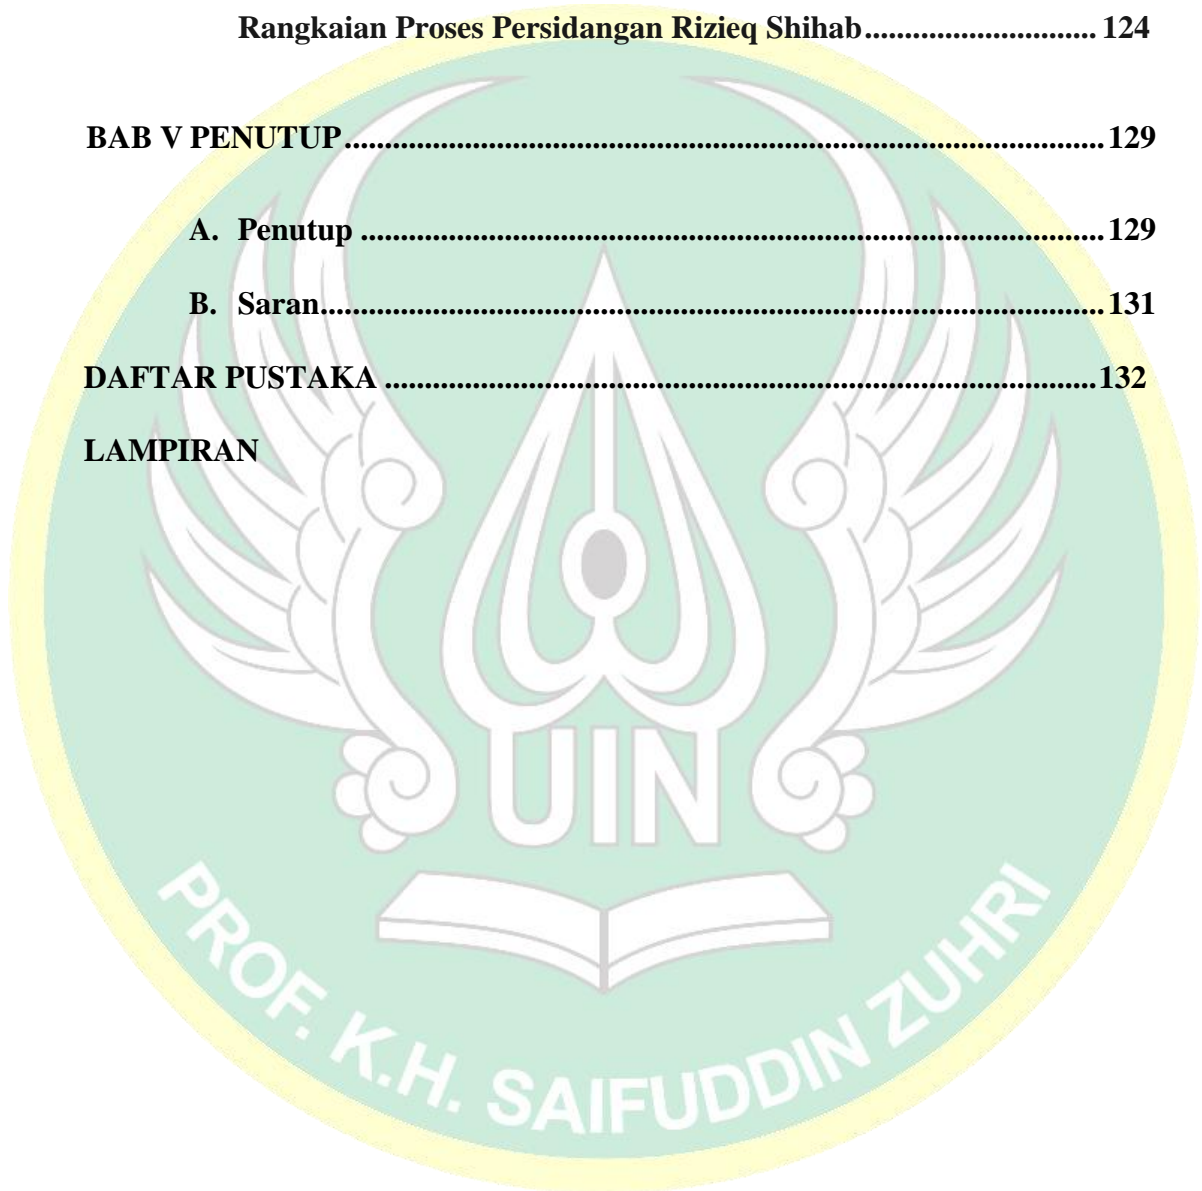 Rangkaian Proses Persidangan Rizieq Shihab............................ 124
BAB V PENUTUP............................................................................................129
A. Penutup ..........................................................................................129
B. Saran...............................................................................................131
DAFTAR PUSTAKA ......................................................................................132
LAMPIRAN
UIN
PROF. K.H. SAIFUDDIN ZUHRI